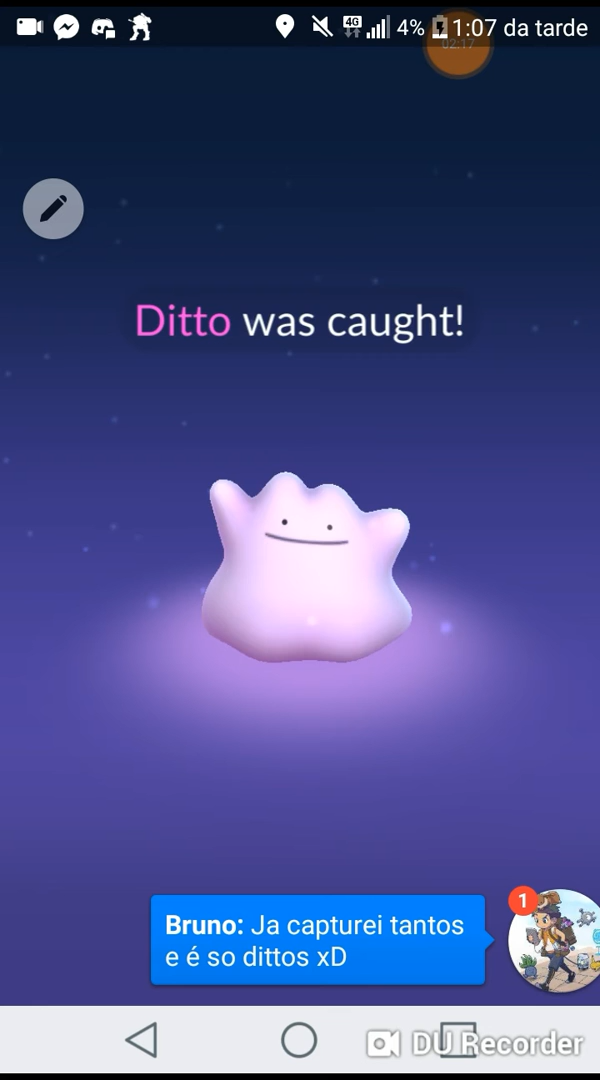 4G 4% 1:07 da tarde
02:17
Ditto was caught!
1
Bruno: Ja capturei tantos
e é so dittos xD
DU Recorder